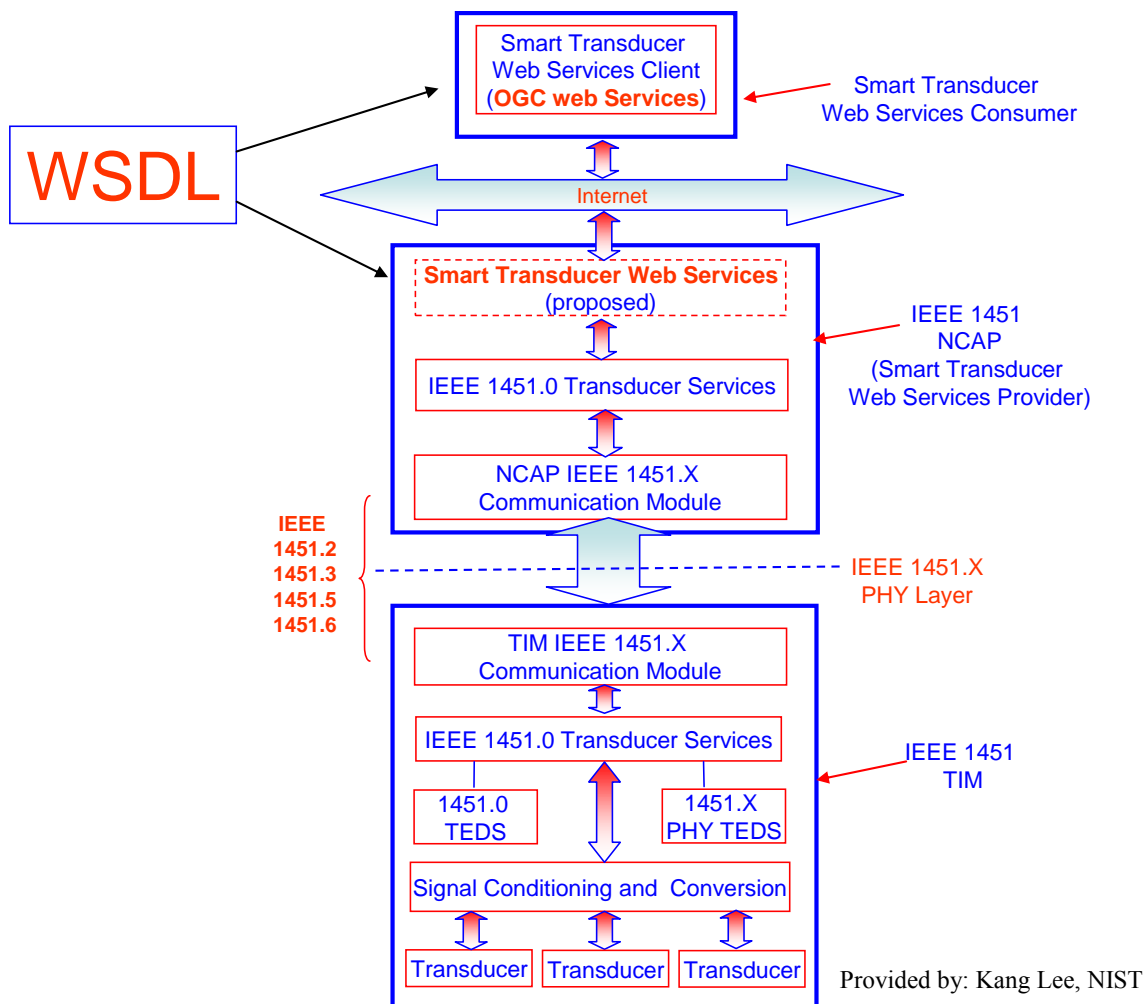 Smart Transducer
Web Services Client
(OGC web Services)
Smart Transducer
Web Services Consumer
WSDL
Internet
Smart Transducer Web Services
(proposed)
IEEE 1451
NCAP
(Smart Transducer
Web Services Provider)
IEEE 1451.0 Transducer Services
NCAP IEEE 1451.X
Communication Module
IEEE
1451.2
1451.3
1451.5
1451.6
IEEE 1451.X
PHY Layer
TIM IEEE 1451.X
Communication Module
IEEE 1451.0 Transducer Services
IEEE 1451
TIM
1451.0
TEDS
1451.X
PHY TEDS
Signal Conditioning and Conversion
Transducer
Transducer
Transducer
Provided by: Kang Lee, NIST